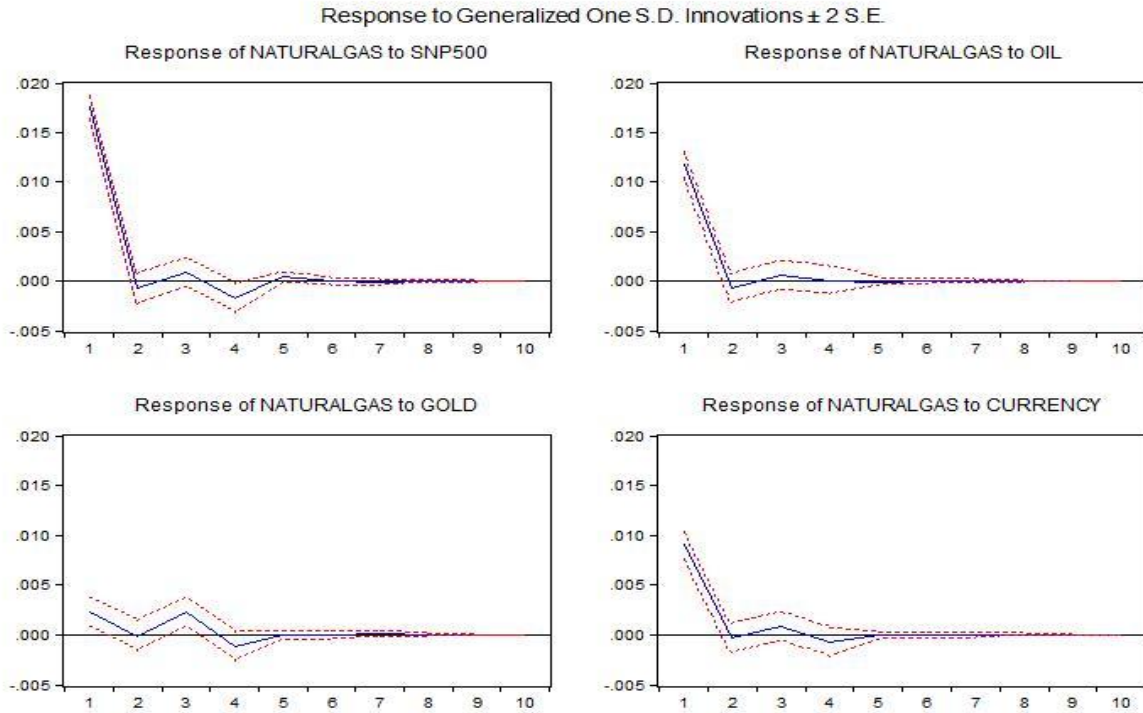 Response to Generalized One S.D. Innovations ± 2 S.E.
Response of NATURALGAS to SNP500
.020
.015
.010
.005
.000
-.005
1 2 3 4 5 6 7 8 9 10
Response of NATURALGAS to OIL
.020
.015
.010
.005
.000
-.005
1 2 3 4 5 6 7 8 9 10
Response of NATURALGAS to GOLD
.020
.015
.010
.005
.000
-.005
1 2 3 4 5 6 7 8 9 10
Response of NATURALGAS to CURRENCY
.020
.015
.010
.005
.000
-.005
1 2 3 4 5 6 7 8 9 10